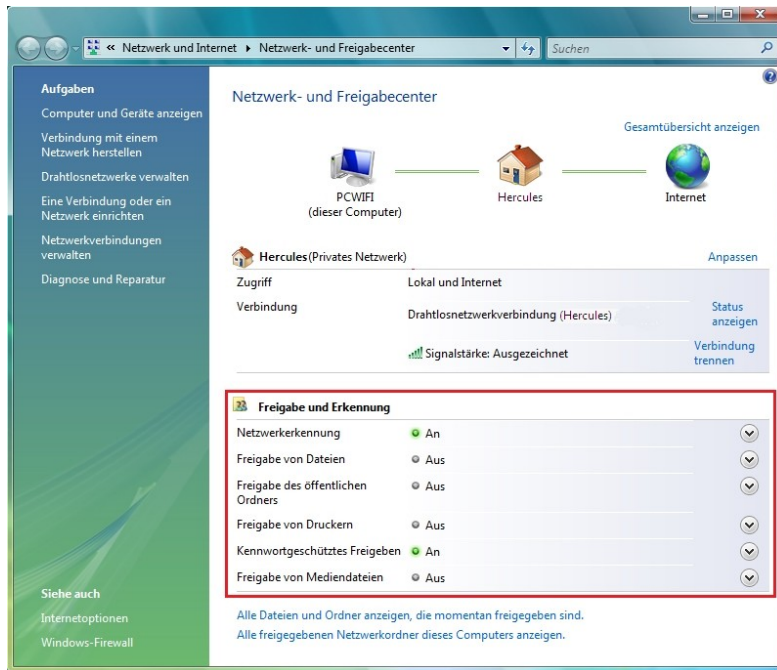 « Netzwerk und Internet ▸ Netzwerk- und Freigabecenter
Suchen
Aufgaben
Computer und Geräte anzeigen
Verbindung mit einem
Netzwerk herstellen
Drahtlosnetzwerke verwalten
Eine Verbindung oder ein
Netzwerk einrichten
Netzwerkverbindungen
verwalten
Diagnose und Reparatur
Siehe auch
Internetoptionen
Windows-Firewall
Netzwerk- und Freigabecenter
Gesamtübersicht anzeigen
PCWIFI
(dieser Computer)
Hercules
Internet
Hercules (Privates Netzwerk) Anpassen
Zugriff Lokal und Internet
Verbindung Drahtlosnetzwerkverbindung (Hercules) Status
anzeigen
Signalstärke: Ausgezeichnet Verbindung
trennen
Freigabe und Erkennung
Netzwerkerkennung An
Freigabe von Dateien Aus
Freigabe des öffentlichen Aus
Ordners
Freigabe von Druckern Aus
Kennwortgeschütztes Freigeben An
Freigabe von Mediendateien Aus
Alle Dateien und Ordner anzeigen, die momentan freigegeben sind.
Alle freigegebenen Netzwerkordner dieses Computers anzeigen.